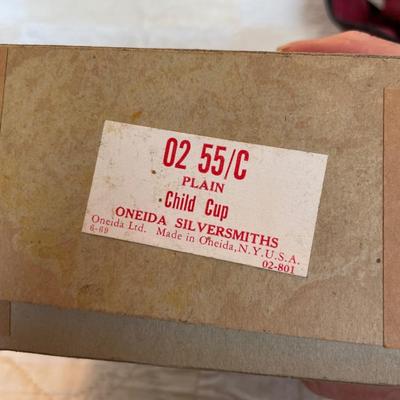 02 55/C
PLAIN
Child Cup
ONEIDA SILVERSMITHS
Oneida Ltd. Made in Oneida, N.Y. U.S.A.
6-69 02-801